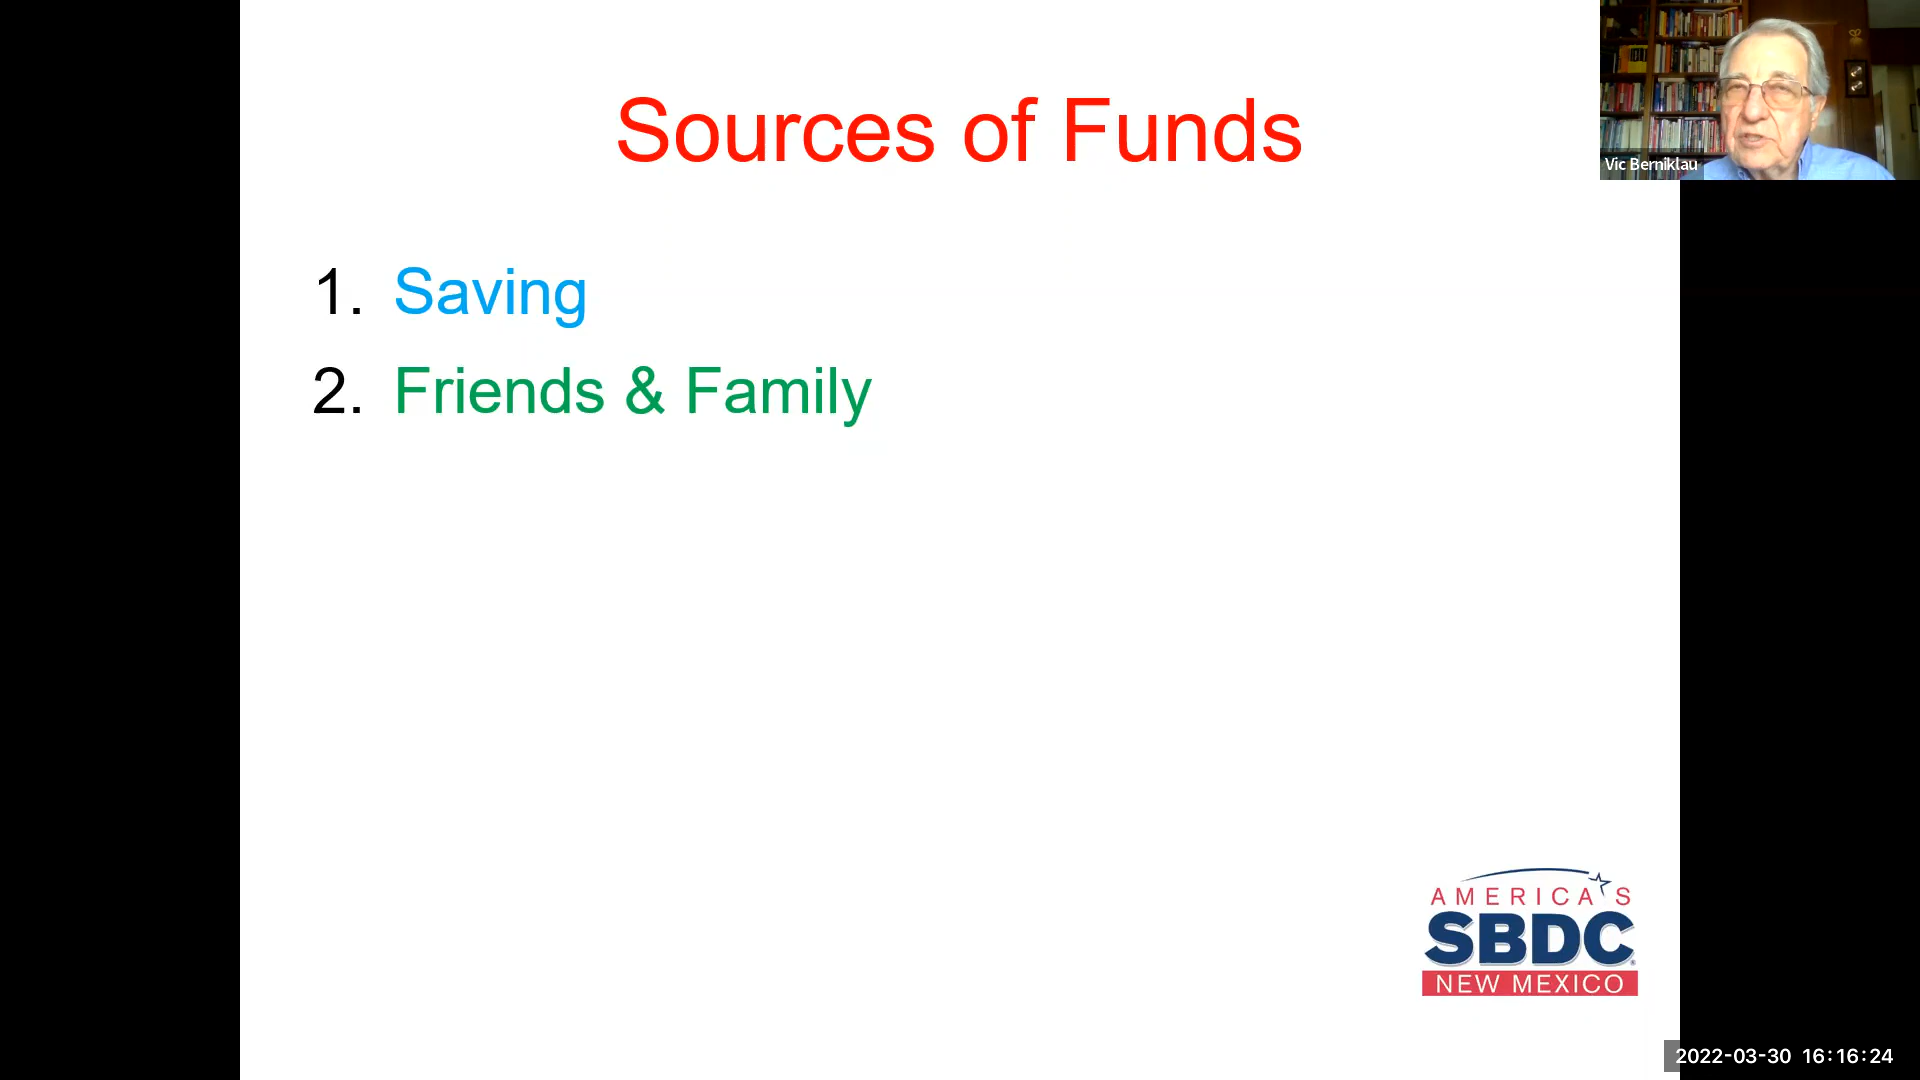 Sources of Funds
Vic Berniklau
1. Saving
2. Friends & Family
AMERICA'S
SBDC
NEW MEXICO
2022-03-30 16:16:24